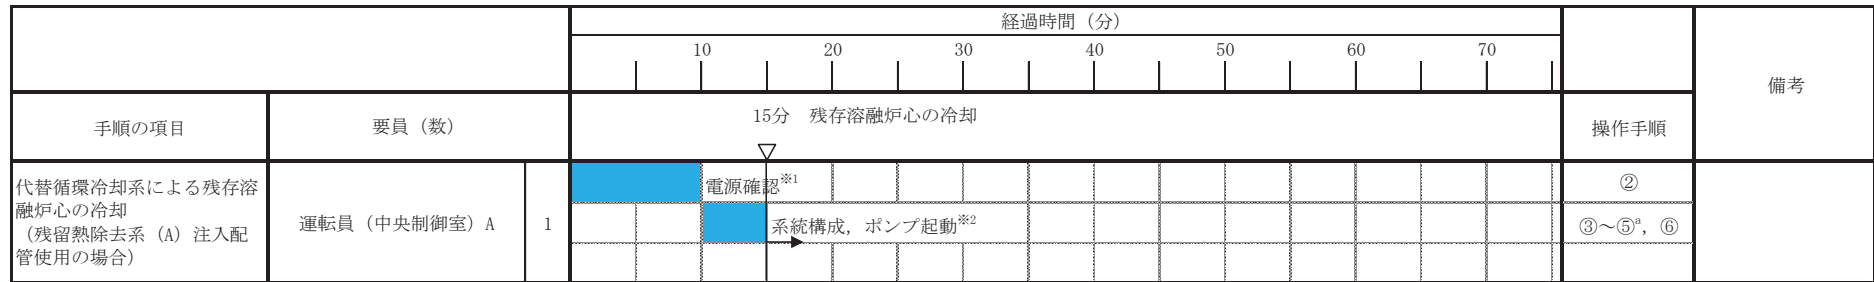 経過時間（分）
10 20 30 40 50 60 70
備考
手順の項目 要員（数） 15分　残存溶融炉心の冷却 操作手順
代替循環冷却系による残存溶
融炉心の冷却
（残留熱除去系（A）注入配
管使用の場合）
運転員（中央制御室）A 1
電源確認※1 ②
系統構成，ポンプ起動※2 ③～⑤a，⑥